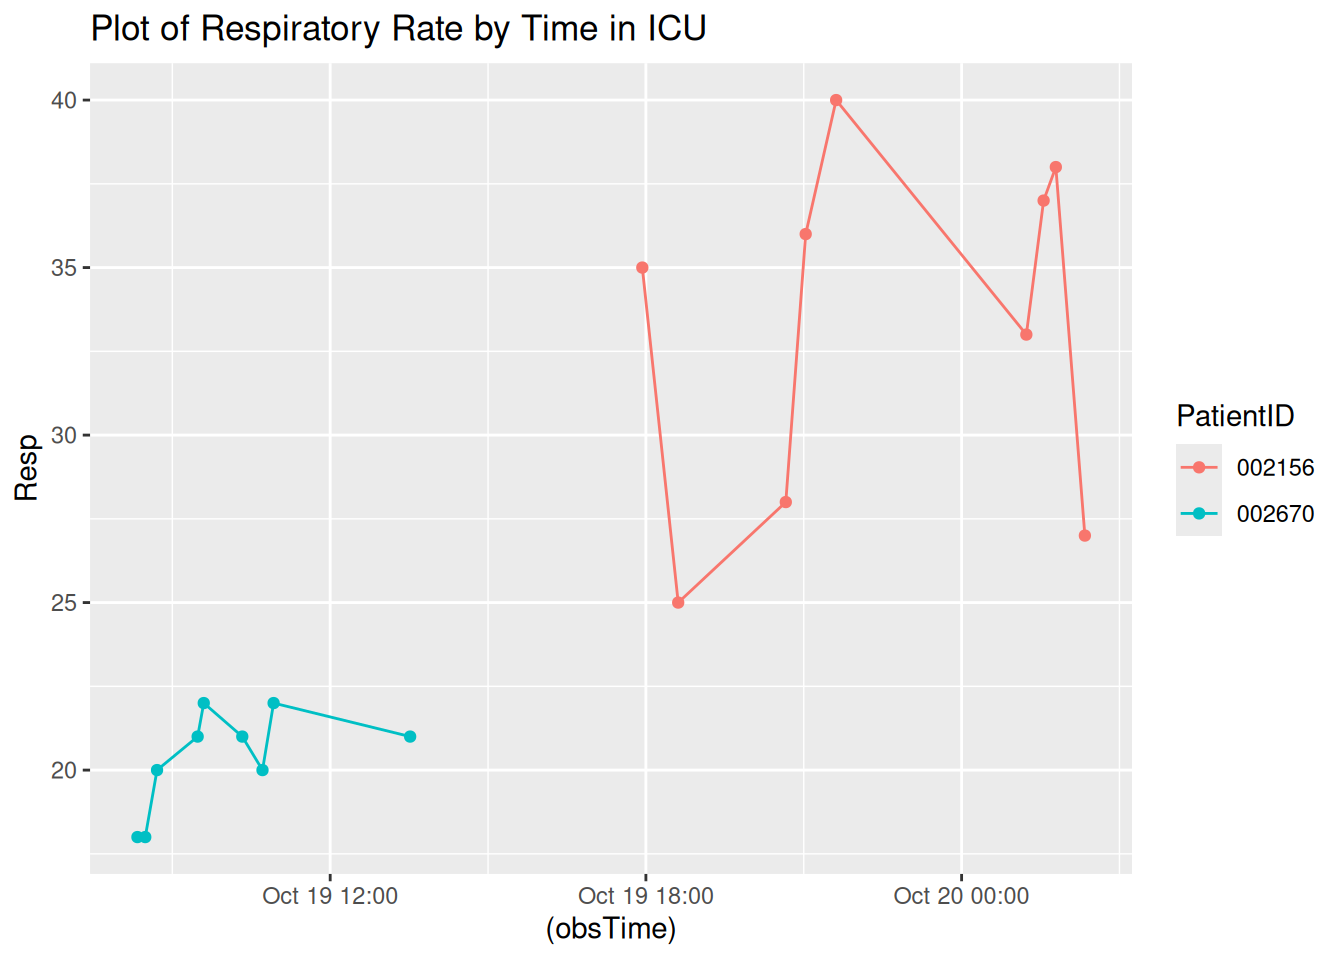 Plot of Respiratory Rate by Time in ICU
40
35
30
25
20
Resp
Oct 19 12:00
Oct 19 18:00
Oct 20 00:00
(obsTime)
PatientID
002156
002670